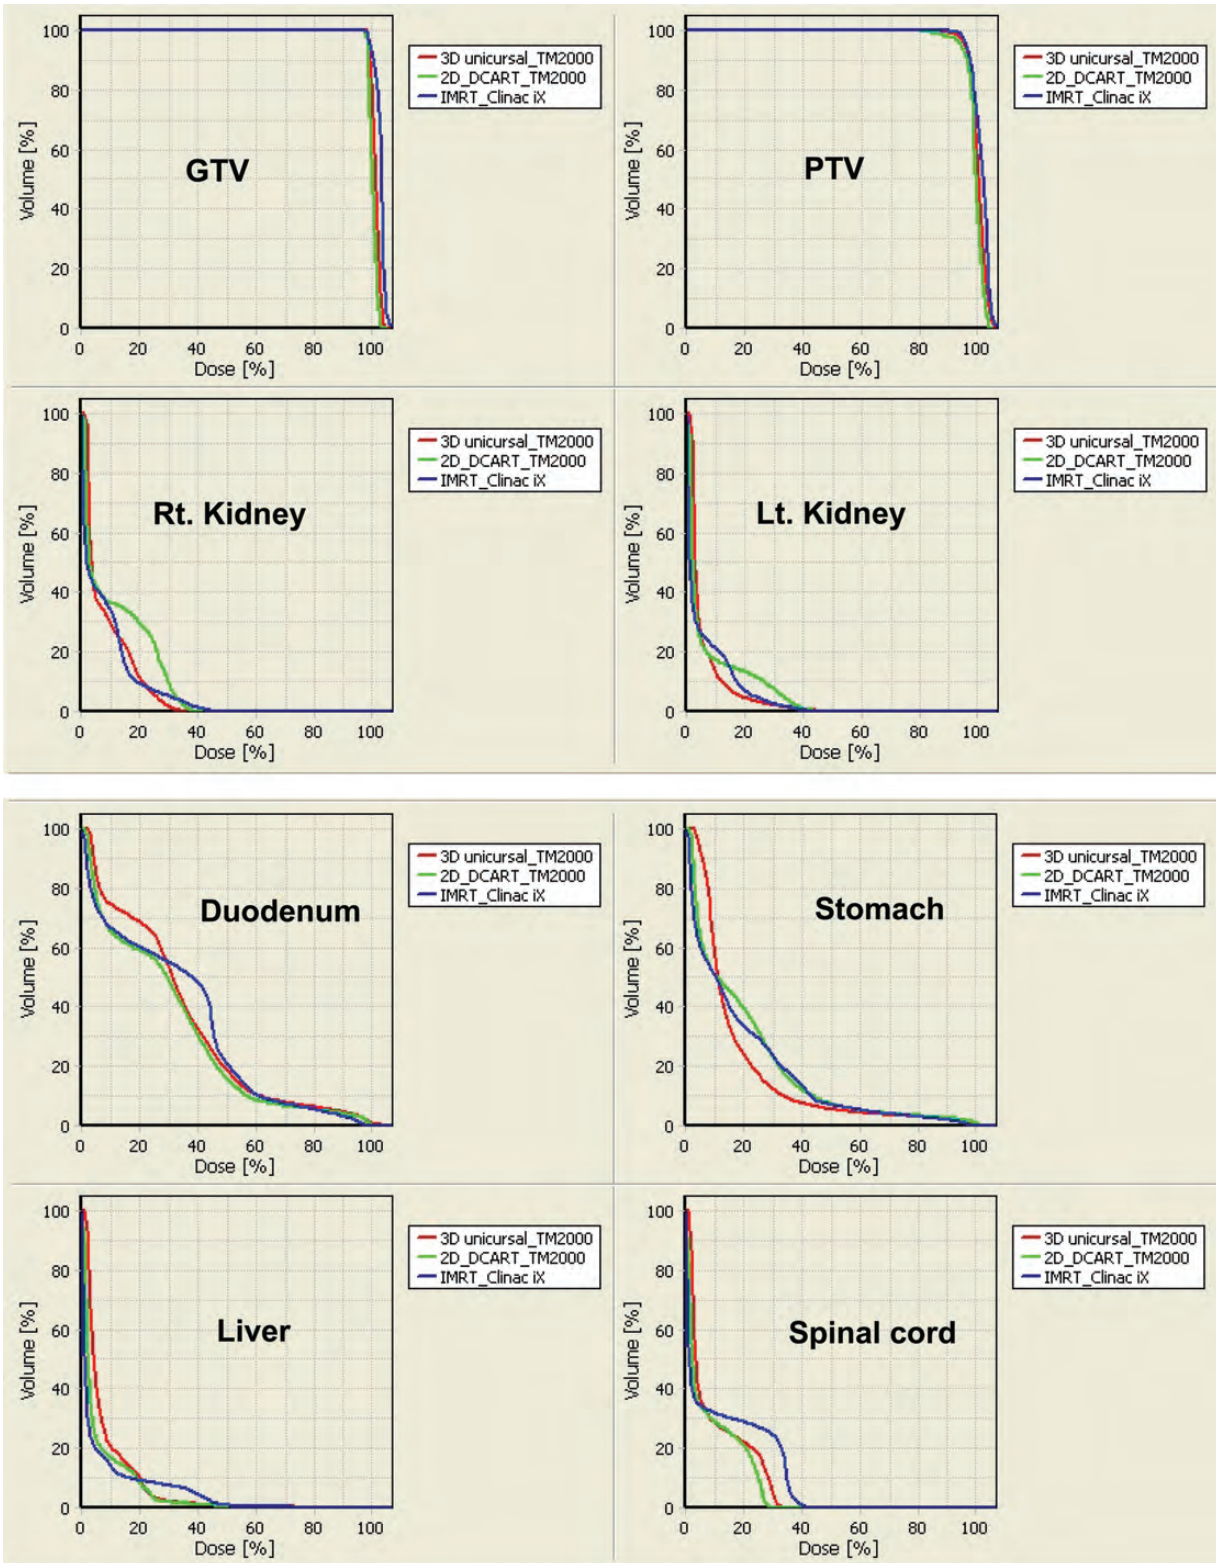 100
80
60
40
20
0
Volume [%]
0 20 40 60 80 100
Dose [%]
GTV
3D unicursal_TM2000
2D_DCART_TM2000
IMRT_Clinac iX
100
80
60
40
20
0
Volume [%]
0 20 40 60 80 100
Dose [%]
PTV
3D unicursal_TM2000
2D_DCART_TM2000
IMRT_Clinac iX
100
80
60
40
20
0
Volume [%]
0 20 40 60 80 100
Dose [%]
Rt. Kidney
3D unicursal_TM2000
2D_DCART_TM2000
IMRT_Clinac iX
100
80
60
40
20
0
Volume [%]
0 20 40 60 80 100
Dose [%]
Lt. Kidney
3D unicursal_TM2000
2D_DCART_TM2000
IMRT_Clinac iX
100
80
60
40
20
0
Volume [%]
0 20 40 60 80 100
Dose [%]
Duodenum
3D unicursal_TM2000
2D_DCART_TM2000
IMRT_Clinac iX
100
80
60
40
20
0
Volume [%]
0 20 40 60 80 100
Dose [%]
Stomach
3D unicursal_TM2000
2D_DCART_TM2000
IMRT_Clinac iX
100
80
60
40
20
0
Volume [%]
0 20 40 60 80 100
Dose [%]
Liver
3D unicursal_TM2000
2D_DCART_TM2000
IMRT_Clinac iX
100
80
60
40
20
0
Volume [%]
0 20 40 60 80 100
Dose [%]
Spinal cord
3D unicursal_TM2000
2D_DCART_TM2000
IMRT_Clinac iX